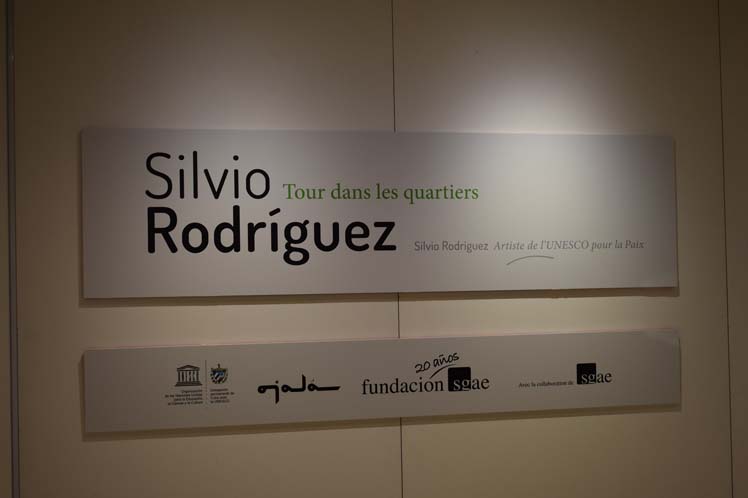 Silvio
Tour dans les quartiers
Rodríguez
Silvio Rodriguez Artiste de l'UNESCO pour la Paix
20 años
ojalá
fundacion sgae
Avec la collaboration de sgae